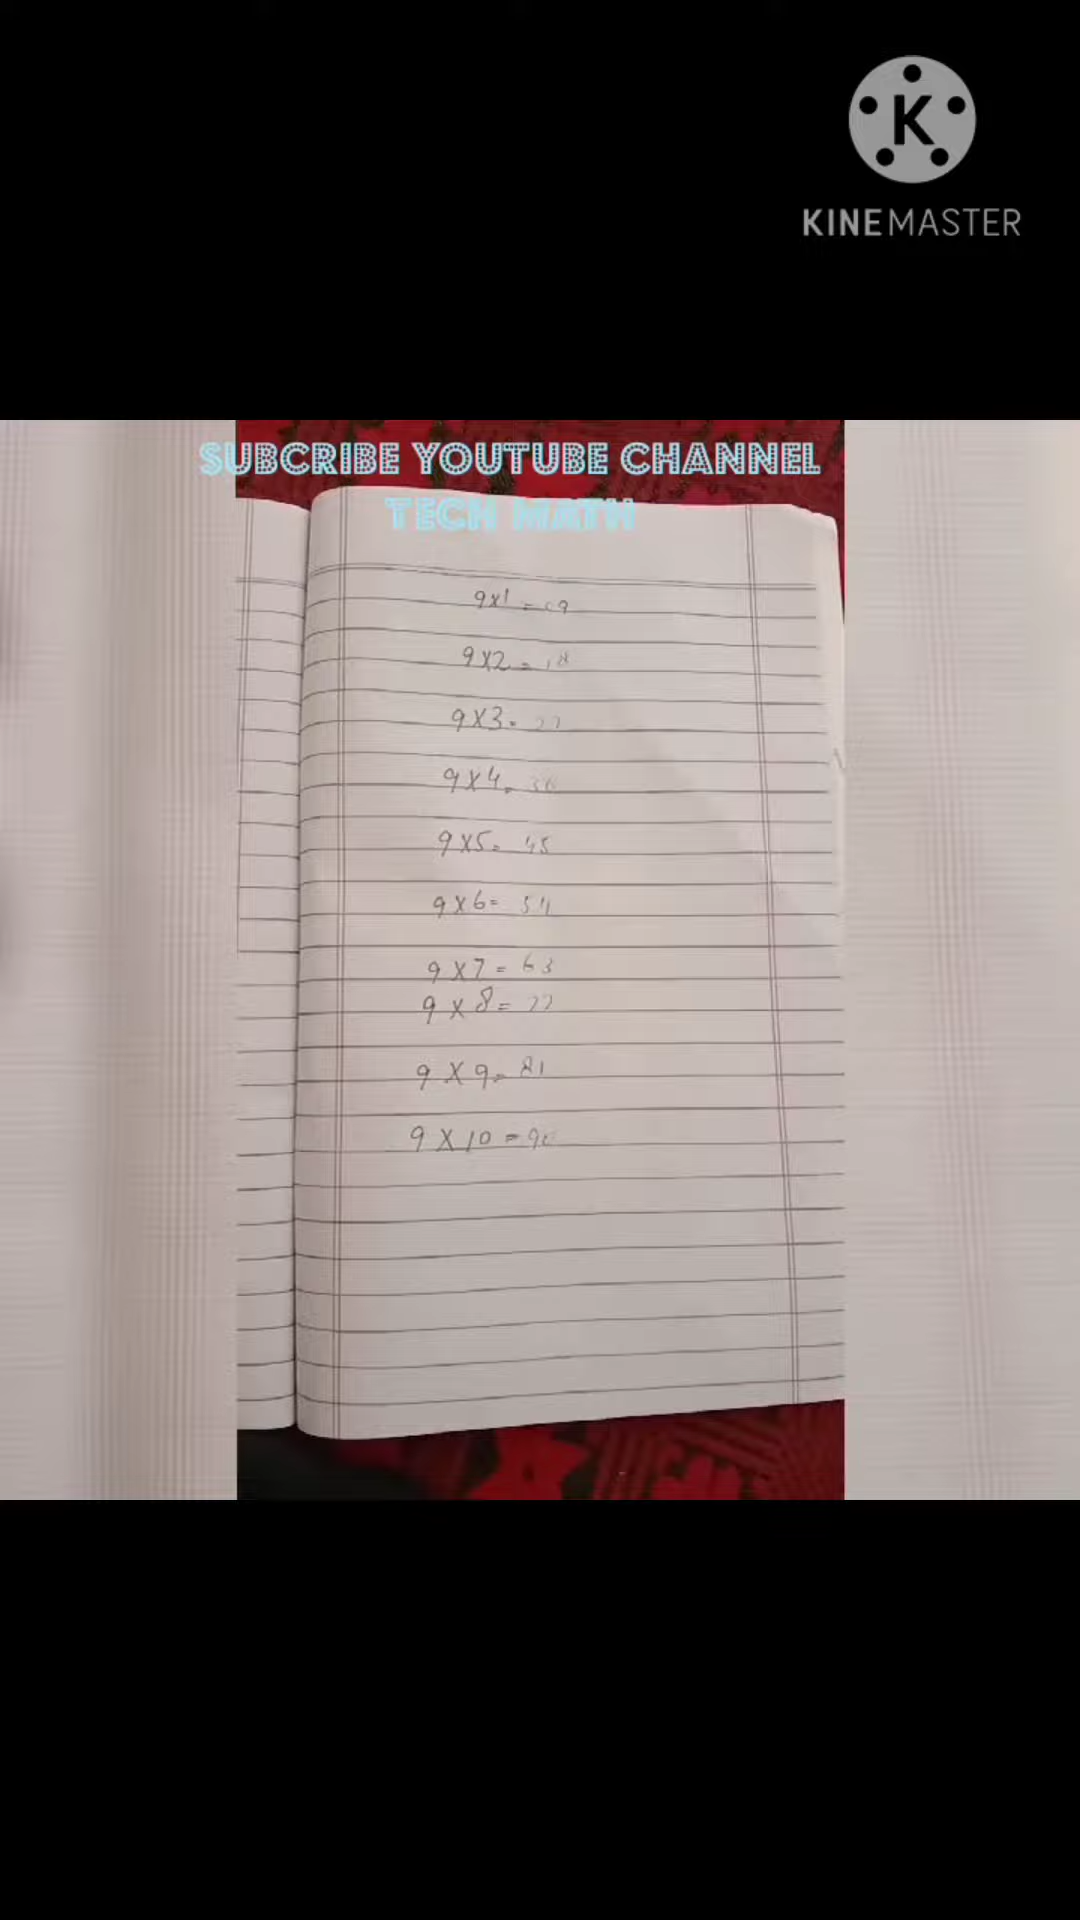 KINEMASTER
SUBCRIBE YOUTUBE CHANNEL
TECH MATH
9x1=09
9x2=18
9x3=27
9x4=36
9x5=45
9x6=54
9x7=63
9x8=72
9x9=81
9x10=90